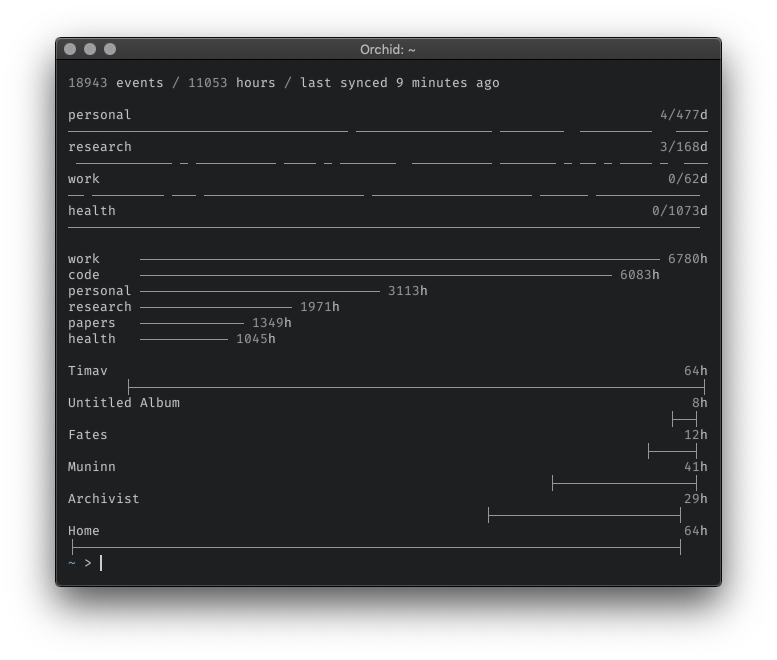 Orchid: ~
18943 events / 11053 hours / last synced 9 minutes ago
personal 4/477d
research 3/168d
work 0/62d
health 0/1073d
work 6780h
code 6083h
personal 3113h
research 1971h
papers 1349h
health 1045h
Timav 64h
Untitled Album 8h
Fates 12h
Muninn 41h
Archivist 29h
Home 64h
~ >